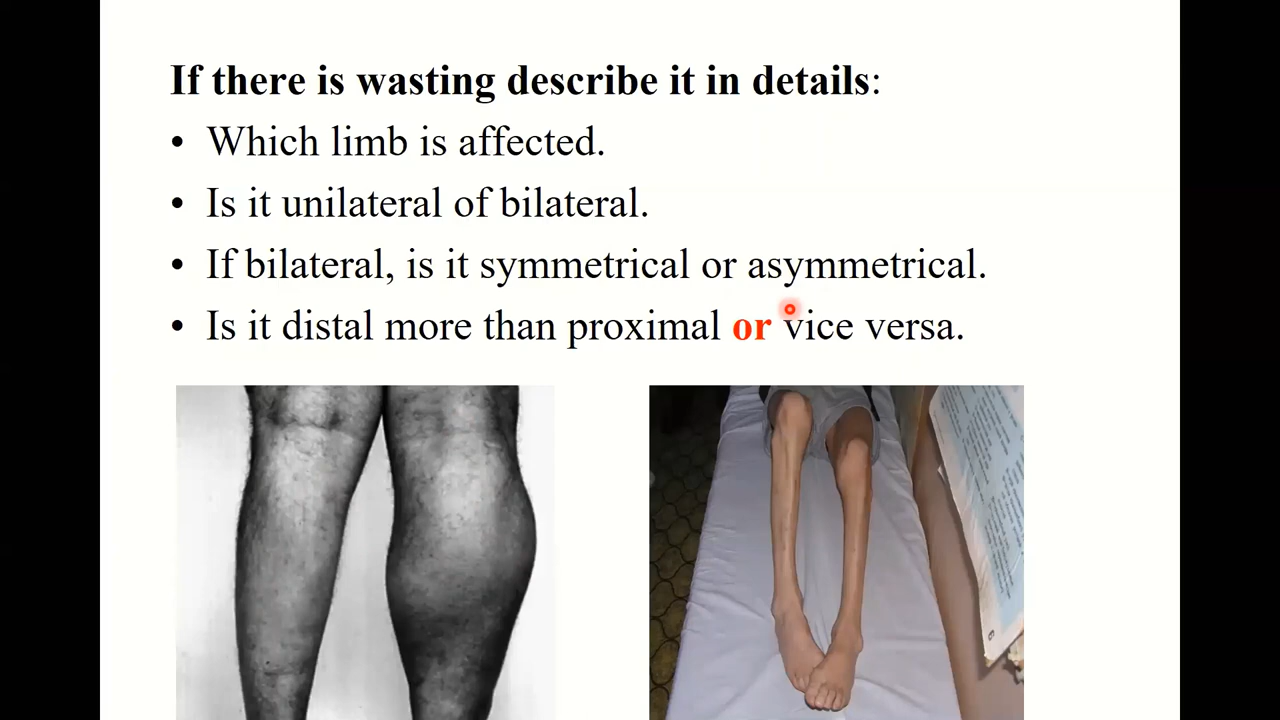 If there is wasting describe it in details:
• Which limb is affected.
• Is it unilateral of bilateral.
• If bilateral, is it symmetrical or asymmetrical.
• Is it distal more than proximal or vice versa.